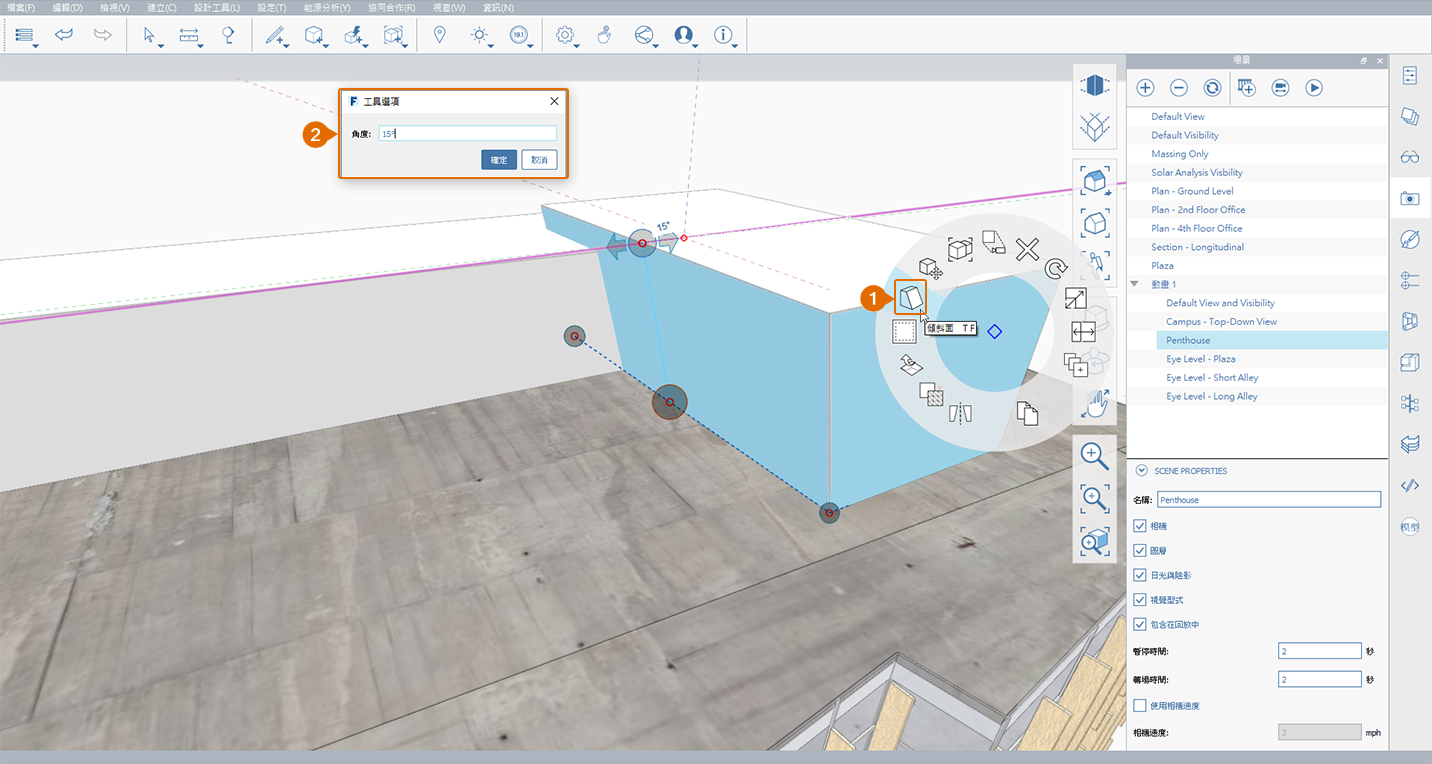 檔案(F) 編輯(D) 檢視(V) 建立(C) 設計工具(L) 設定(T) 能源分析(Y) 協同合作(R) 視窗(W) 資訊(N)
19.1
場景
F 工具選項
2
角度: 15°
確定 取消
15°
1
傾斜面 T F
Default View
Default Visibility
Massing Only
Solar Analysis Visbility
Plan - Ground Level
Plan - 2nd Floor Office
Plan - 4th Floor Office
Section - Longitudinal
Plaza
動畫 1
Default View and Visibility
Campus - Top-Down View
Penthouse
Eye Level - Plaza
Eye Level - Short Alley
Eye Level - Long Alley
SCENE PROPERTIES
名稱: Penthouse
相機
圖層
日光與陰影
視覺型式
包含在回放中
暫停時間: 2 秒
轉場時間: 2 秒
使用相機速度
相機速度: 3 mph
模型